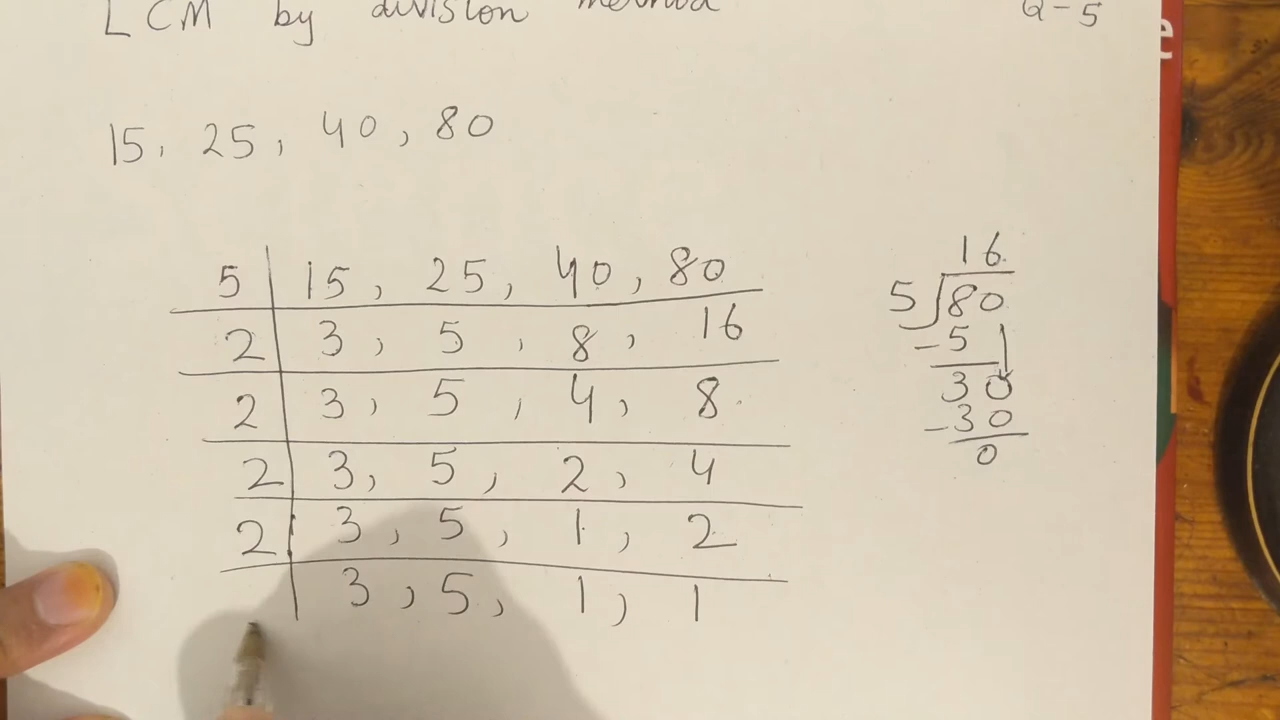 LCM by division method Q-5
15, 25, 40, 80
5 | 15, 25, 40, 80
2 | 3, 5, 8, 16
2 | 3, 5, 4, 8
2 | 3, 5, 2, 4
2 | 3, 5, 1, 2
3, 5, 1, 1
16
5 80
-5
30
-30
0
e